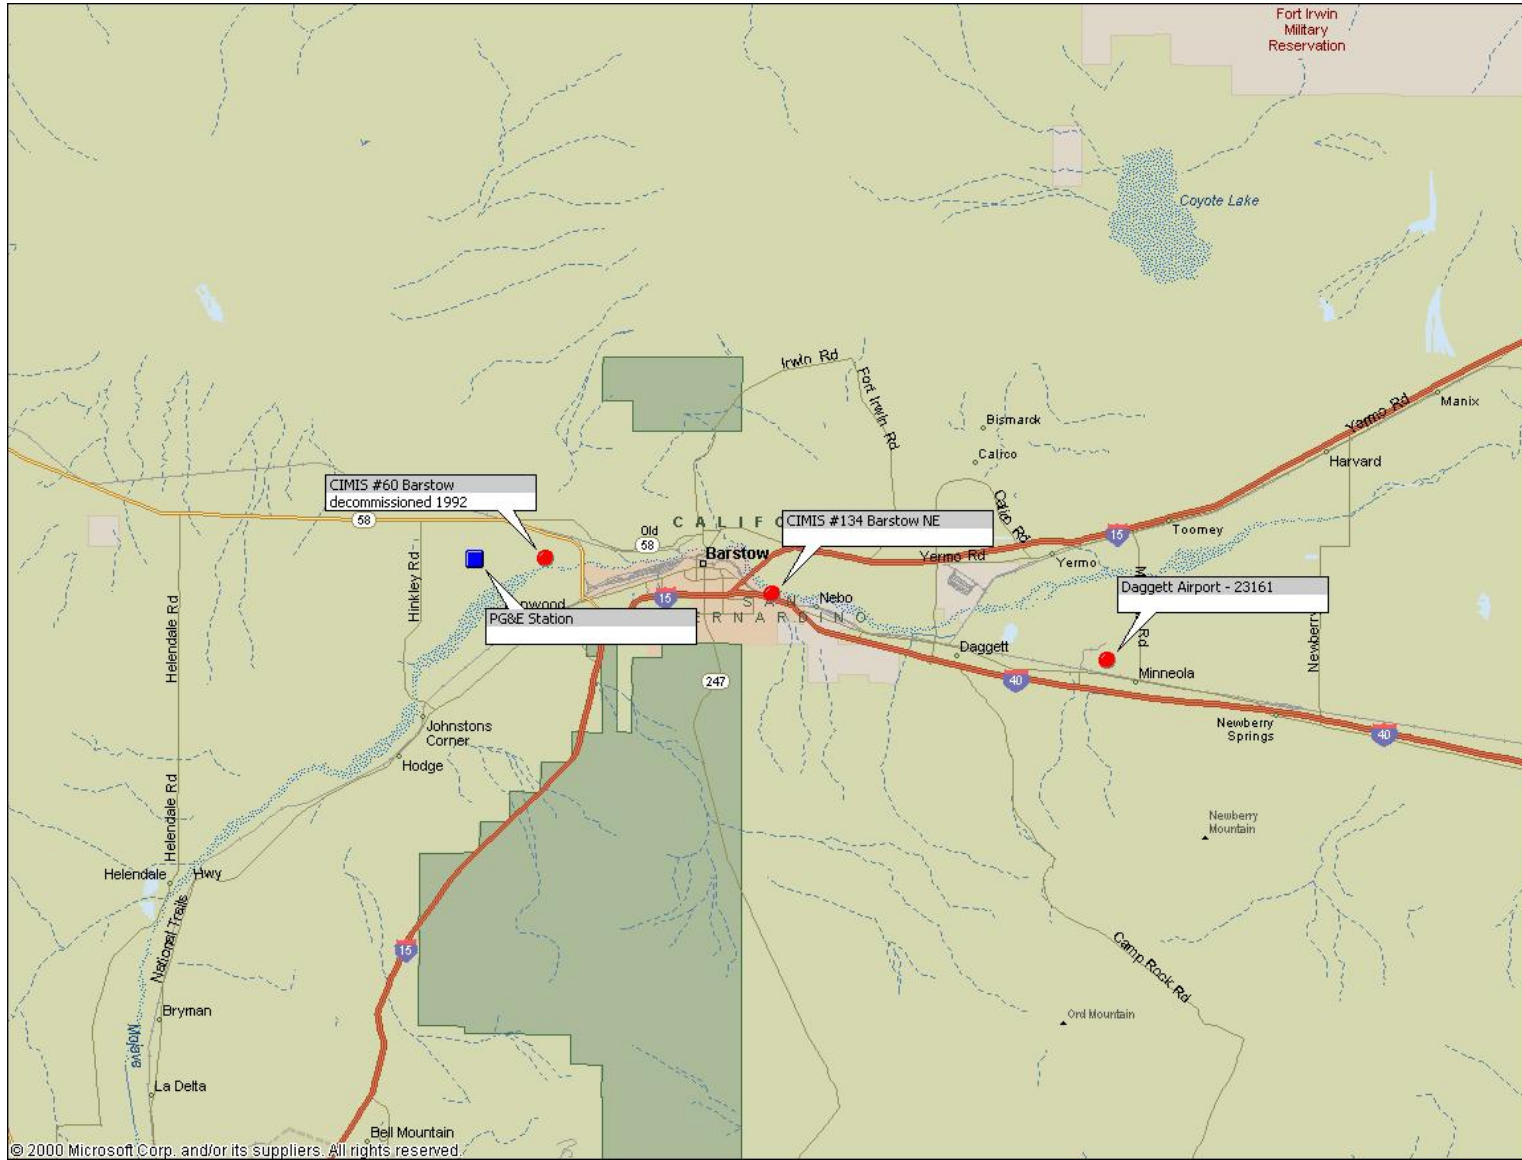 Fort Irwin
Military
Reservation
Coyote Lake
Irwin Rd
Fort Irwin Rd
Bismarck
Calico
Calico Rd
Yermo Rd
Manix
Harvard
CIMIS #60 Barstow
decommissioned 1992
58
Old
58
CALIFO
CIMIS #134 Barstow NE
15
Toomey
Barstow
Yermo Rd
Yermo
Hinkley Rd
Daggett Airport - 23161
Helendale Rd
nwood
15
SAN
Nebo
PG&E Station
ERNARDINO
M
Rd
Newberry
Daggett
247
40
Minneola
Johnstons
Corner
Newberry
Springs
40
Hodge
Helendale Rd
Newberry
Mountain
Helendale
Hwy
National Trails
15
Camp Rock Rd
Bryman
Ord Mountain
Mojave
La Delta
Bell Mountain
© 2000 Microsoft Corp. and/or its suppliers. All rights reserved.